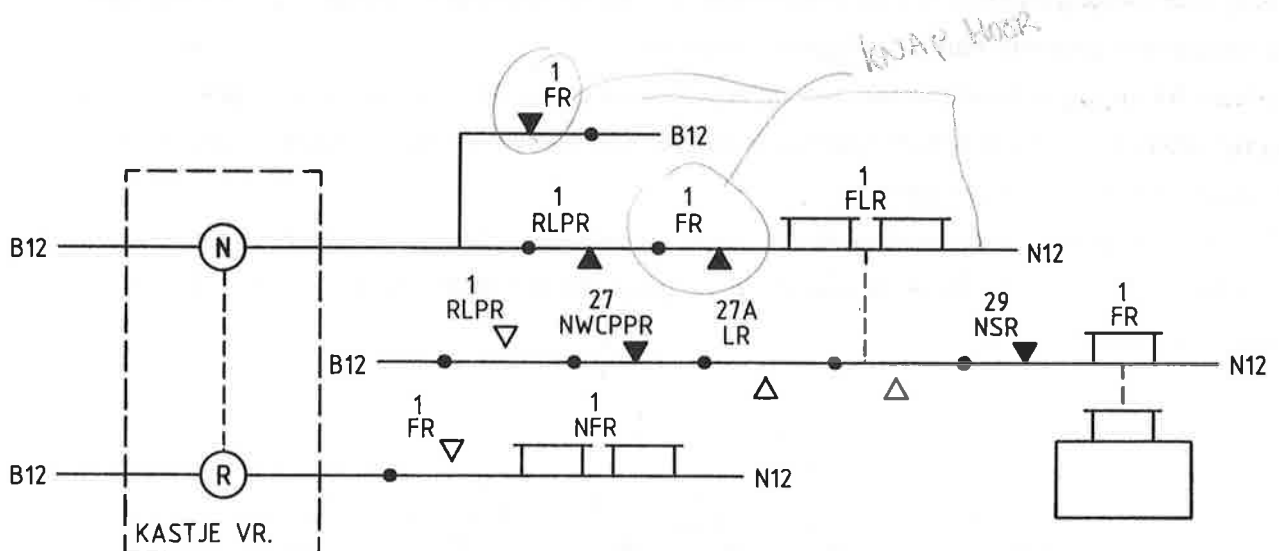 KNAP HOOR
1
FR
B12
1
RLPR
1
FR
1
FLR
B12
N
N12
1
RLPR
27
NWCPPR
27A
LR
29
NSR
1
FR
B12
N12
1
FR
1
NFR
B12
R
N12
KASTJE VR.